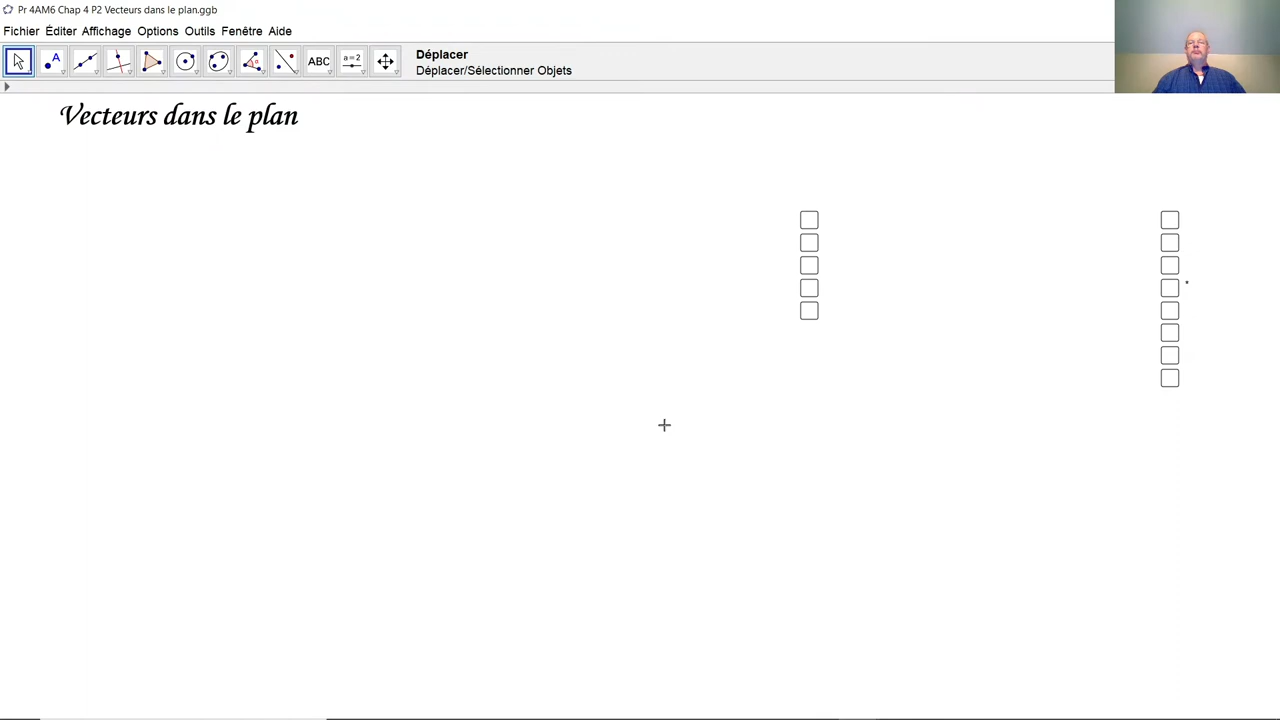 Pr 4AM6 Chap 4 P2 Vecteurs dans le plan.ggb
Fichier Éditer Affichage Options Outils Fenêtre Aide
A
ABC
a=2
Déplacer
Déplacer/Sélectionner Objets
Vecteurs dans le plan